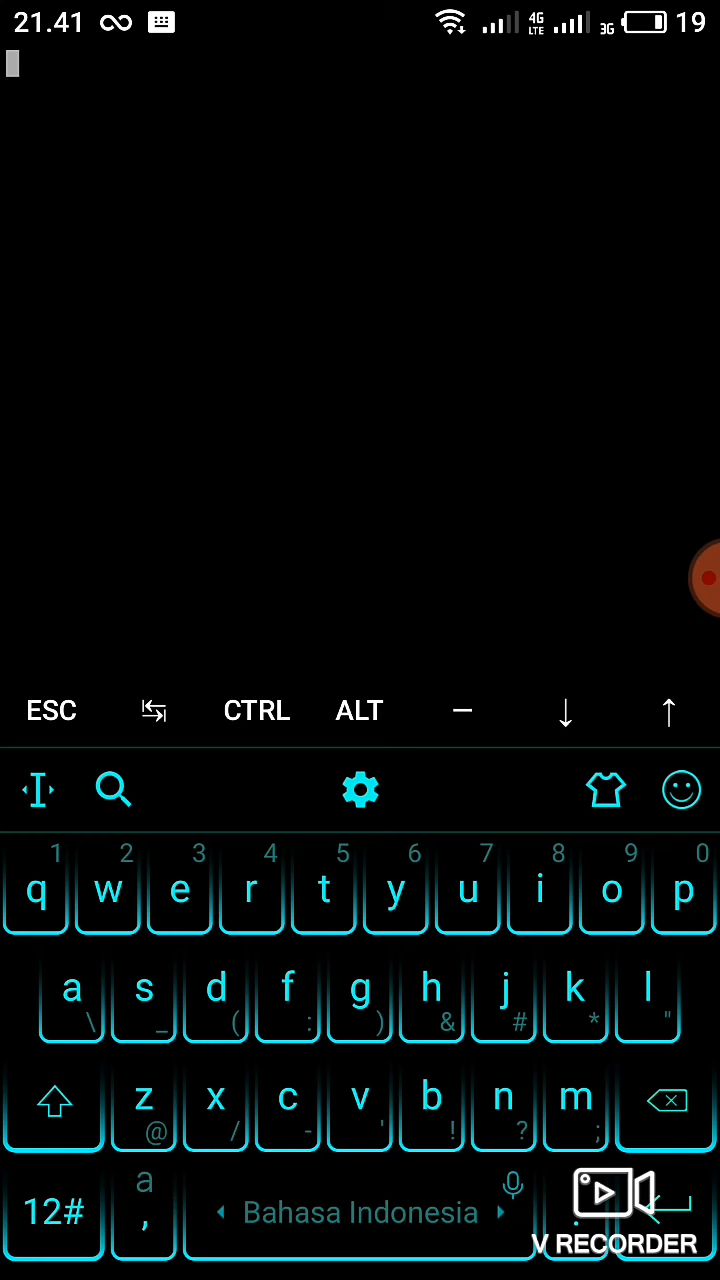 21.41 4G LTE 3G 19
ESC CTRL ALT — ↓ ↑
1 2 3 4 5 6 7 8 9 0
q w e r t y u i o p
a s d f g h j k l
\ _ ( : ) & # * "
z x c v b n m
@ / - ' ! ? ;
a
12# , Bahasa Indonesia .
V RECORDER